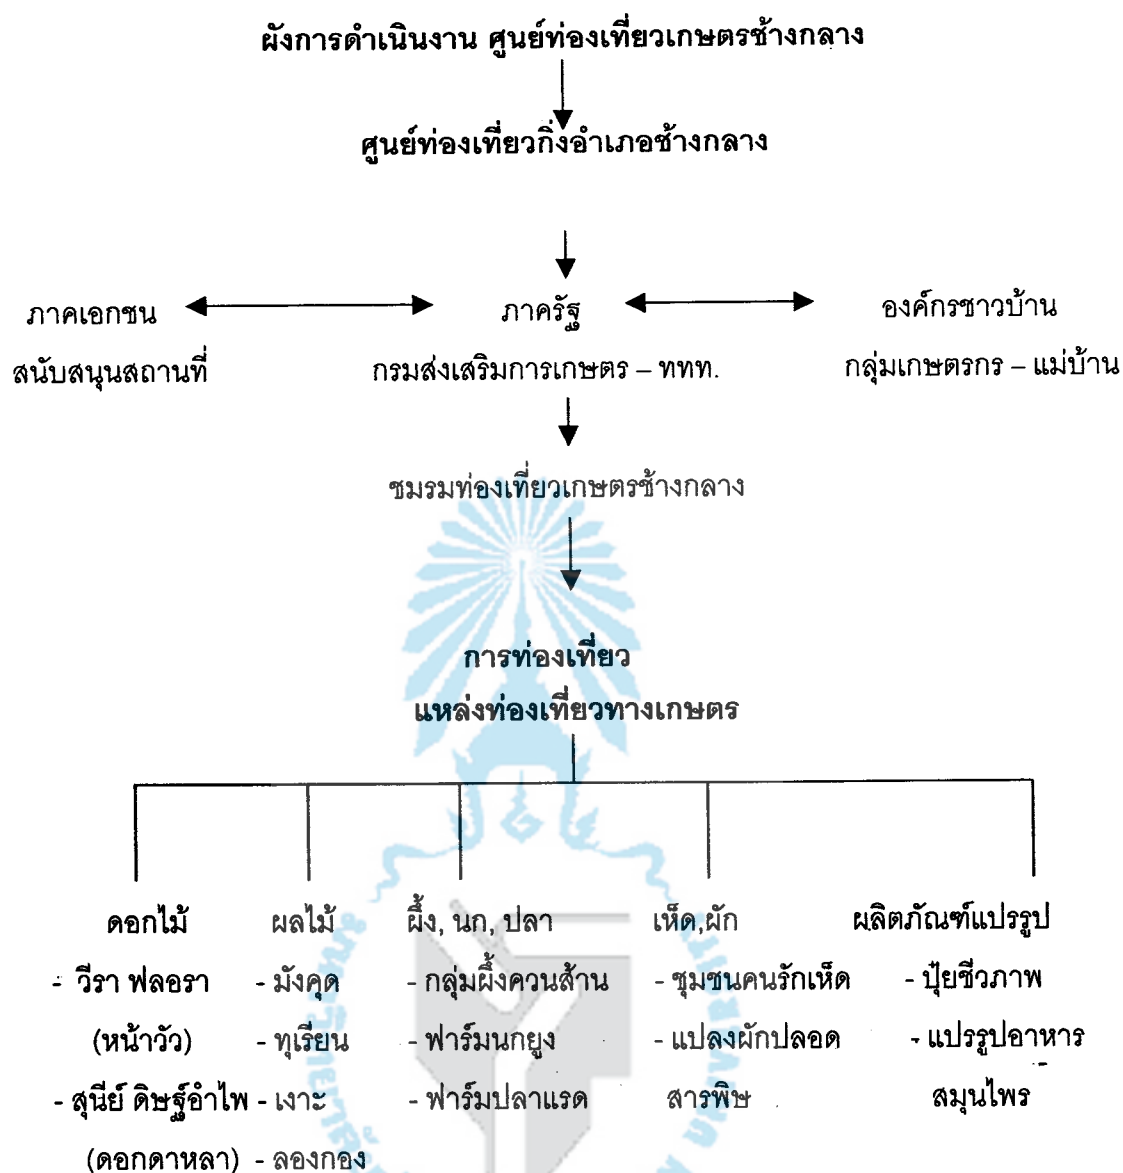 ผังการดำเนินงาน ศูนย์ท่องเที่ยวเกษตรช้างกลาง
ศูนย์ท่องเที่ยวกิ่งอำเภอช้างกลาง
ภาคเอกชน
สนับสนุนสถานที่
ภาครัฐ
กรมส่งเสริมการเกษตร – ททท.
องค์กรชาวบ้าน
กลุ่มเกษตรกร – แม่บ้าน
ชมรมท่องเที่ยวเกษตรช้างกลาง
การท่องเที่ยว
แหล่งท่องเที่ยวทางเกษตร
ดอกไม้
- วีรา ฟลอรา
(หน้าวัว)
- สุนีย์ ดิษฐ์อำไพ
(ดอกดาหลา)
ผลไม้
- มังคุด
- ทุเรียน
- เงาะ
- ลองกอง
ผึ้ง, นก, ปลา
- กลุ่มผึ้งควนส้าน
- ฟาร์มนกยูง
- ฟาร์มปลาแรด
เห็ด,ผัก
- ชุมชนคนรักเห็ด
- แปลงผักปลอด
สารพิษ
ผลิตภัณฑ์แปรรูป
- ปุ๋ยชีวภาพ
- แปรรูปอาหาร
สมุนไพร